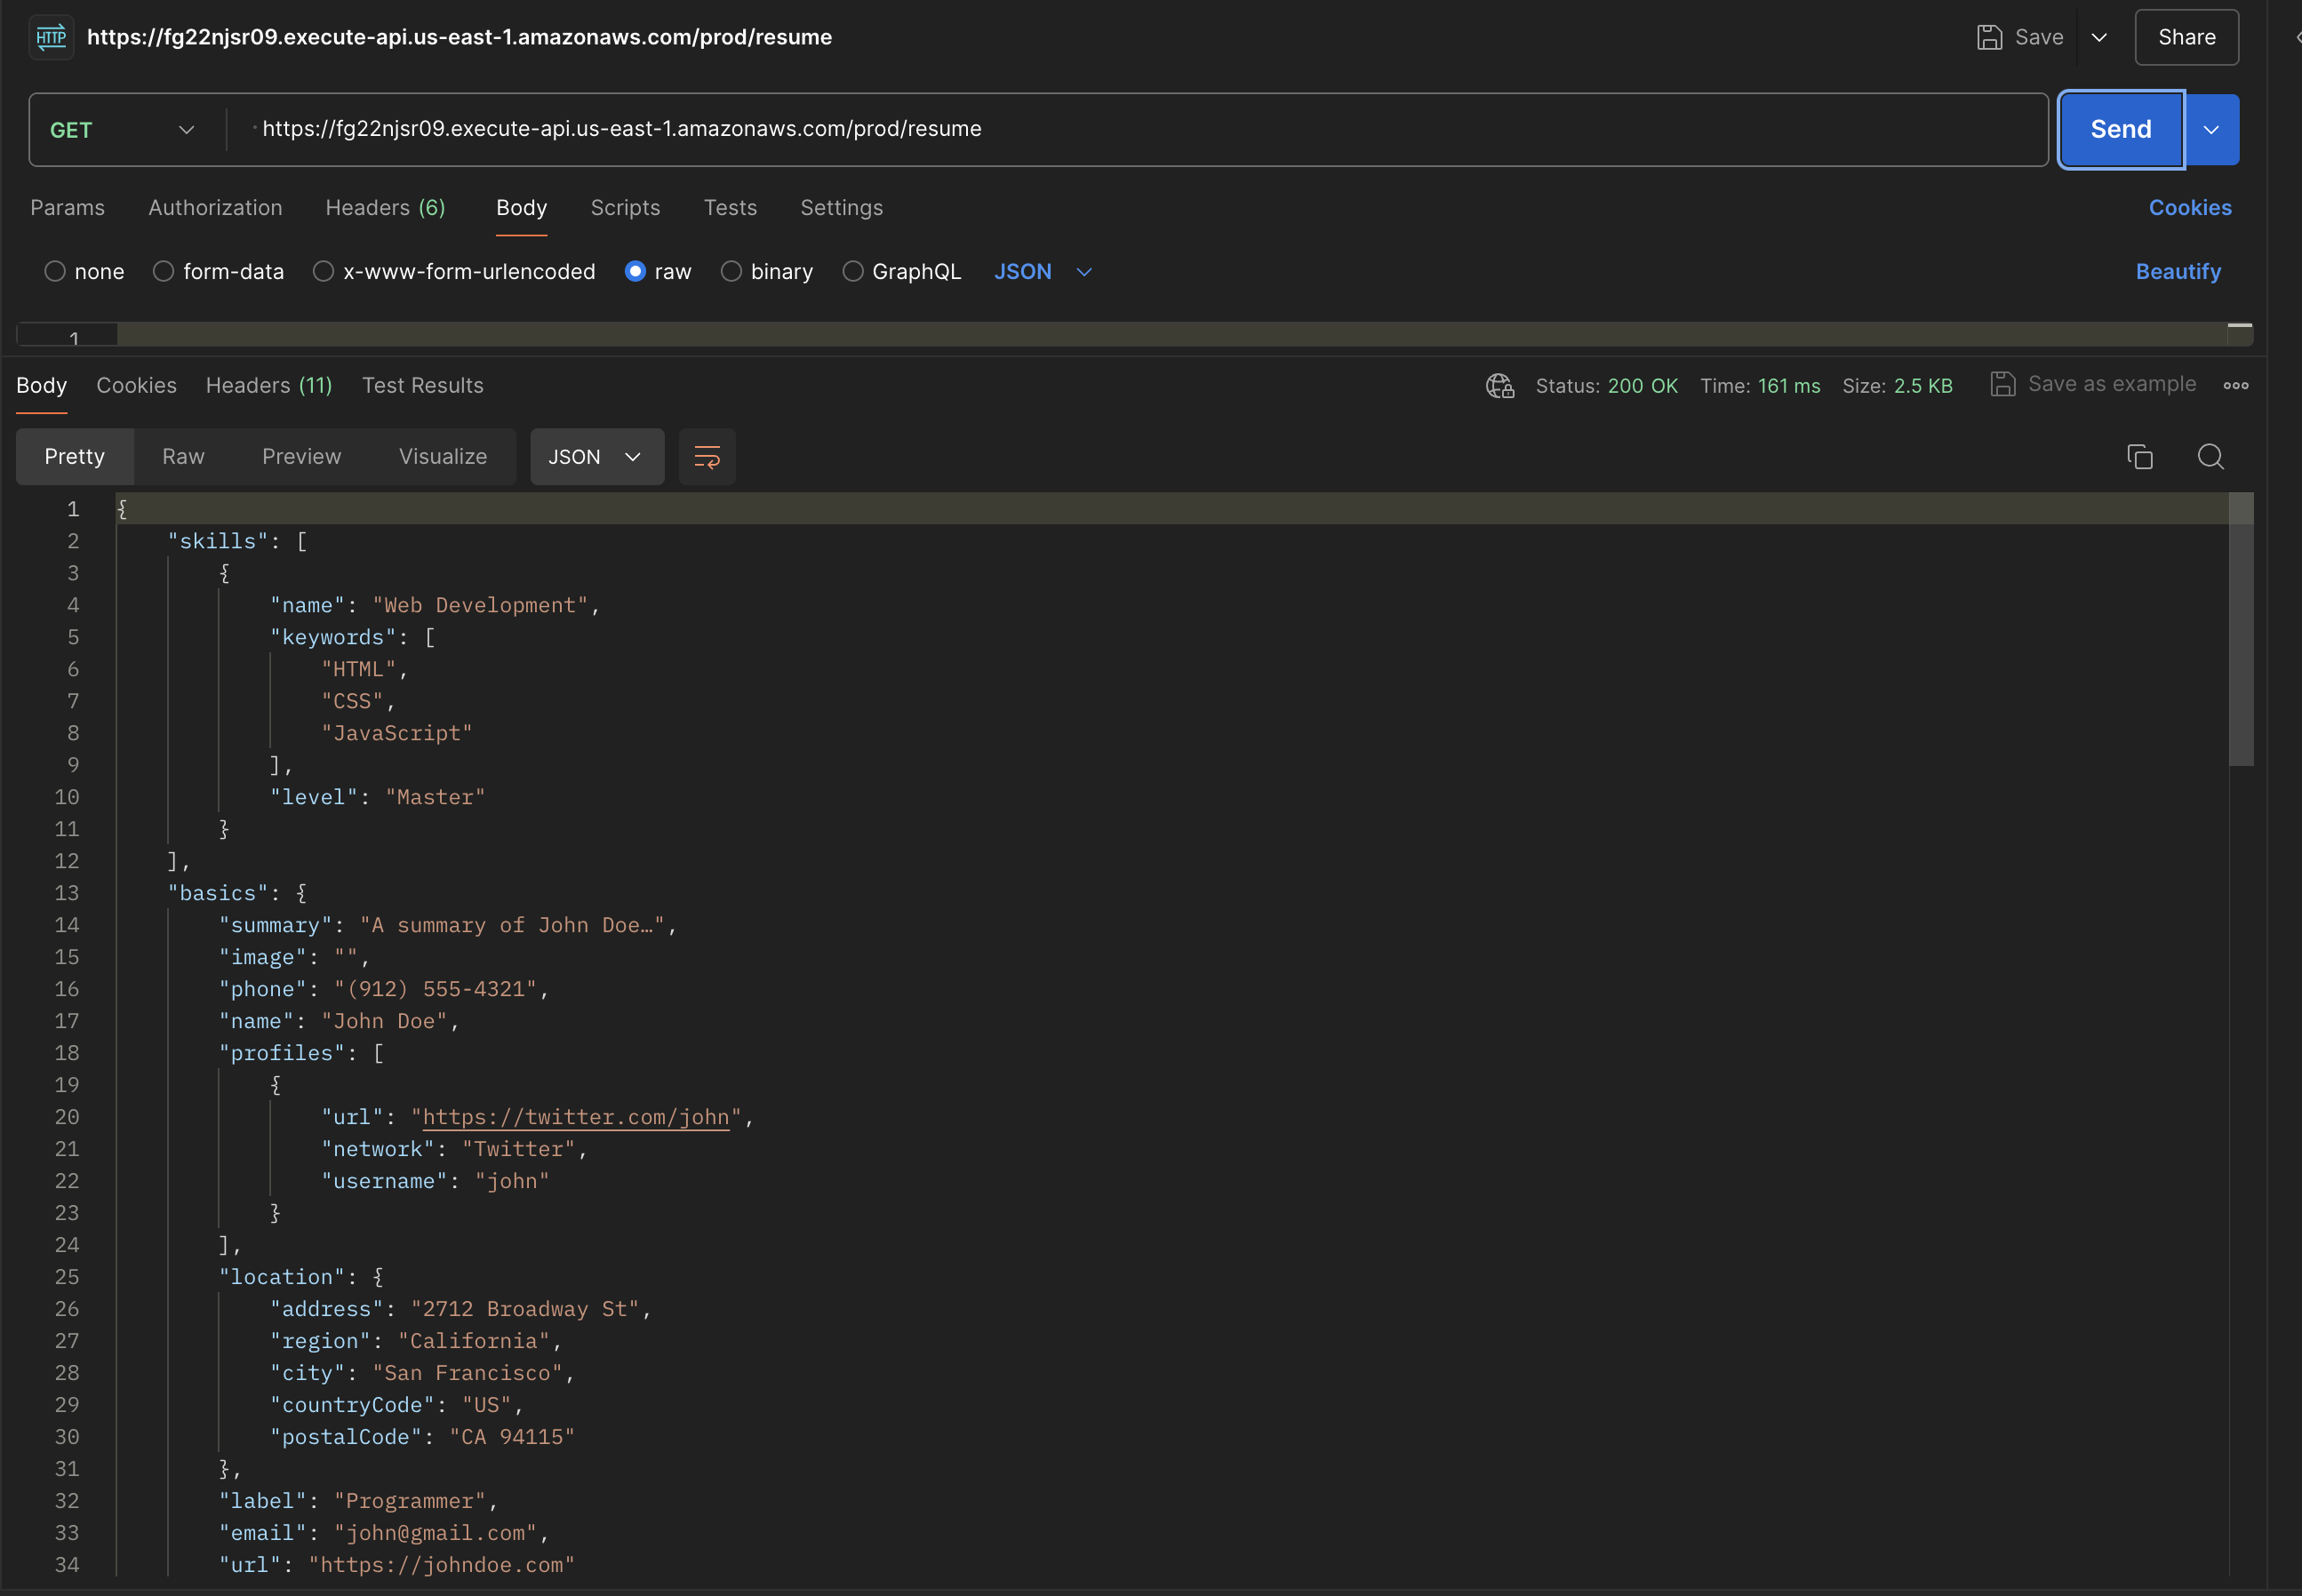 HTTP https://fg22njsr09.execute-api.us-east-1.amazonaws.com/prod/resume Save Share
GET https://fg22njsr09.execute-api.us-east-1.amazonaws.com/prod/resume Send
Params Authorization Headers (6) Body Scripts Tests Settings Cookies
none form-data x-www-form-urlencoded raw binary GraphQL JSON Beautify
1
Body Cookies Headers (11) Test Results Status: 200 OK Time: 161 ms Size: 2.5 KB Save as example
Pretty Raw Preview Visualize JSON
1 {
2 "skills": [
3 {
4 "name": "Web Development",
5 "keywords": [
6 "HTML",
7 "CSS",
8 "JavaScript"
9 ],
10 "level": "Master"
11 }
12 ],
13 "basics": {
14 "summary": "A summary of John Doe…",
15 "image": "",
16 "phone": "(912) 555-4321",
17 "name": "John Doe",
18 "profiles": [
19 {
20 "url": "https://twitter.com/john",
21 "network": "Twitter",
22 "username": "john"
23 }
24 ],
25 "location": {
26 "address": "2712 Broadway St",
27 "region": "California",
28 "city": "San Francisco",
29 "countryCode": "US",
30 "postalCode": "CA 94115"
31 },
32 "label": "Programmer",
33 "email": "john@gmail.com",
34 "url": "https://johndoe.com"